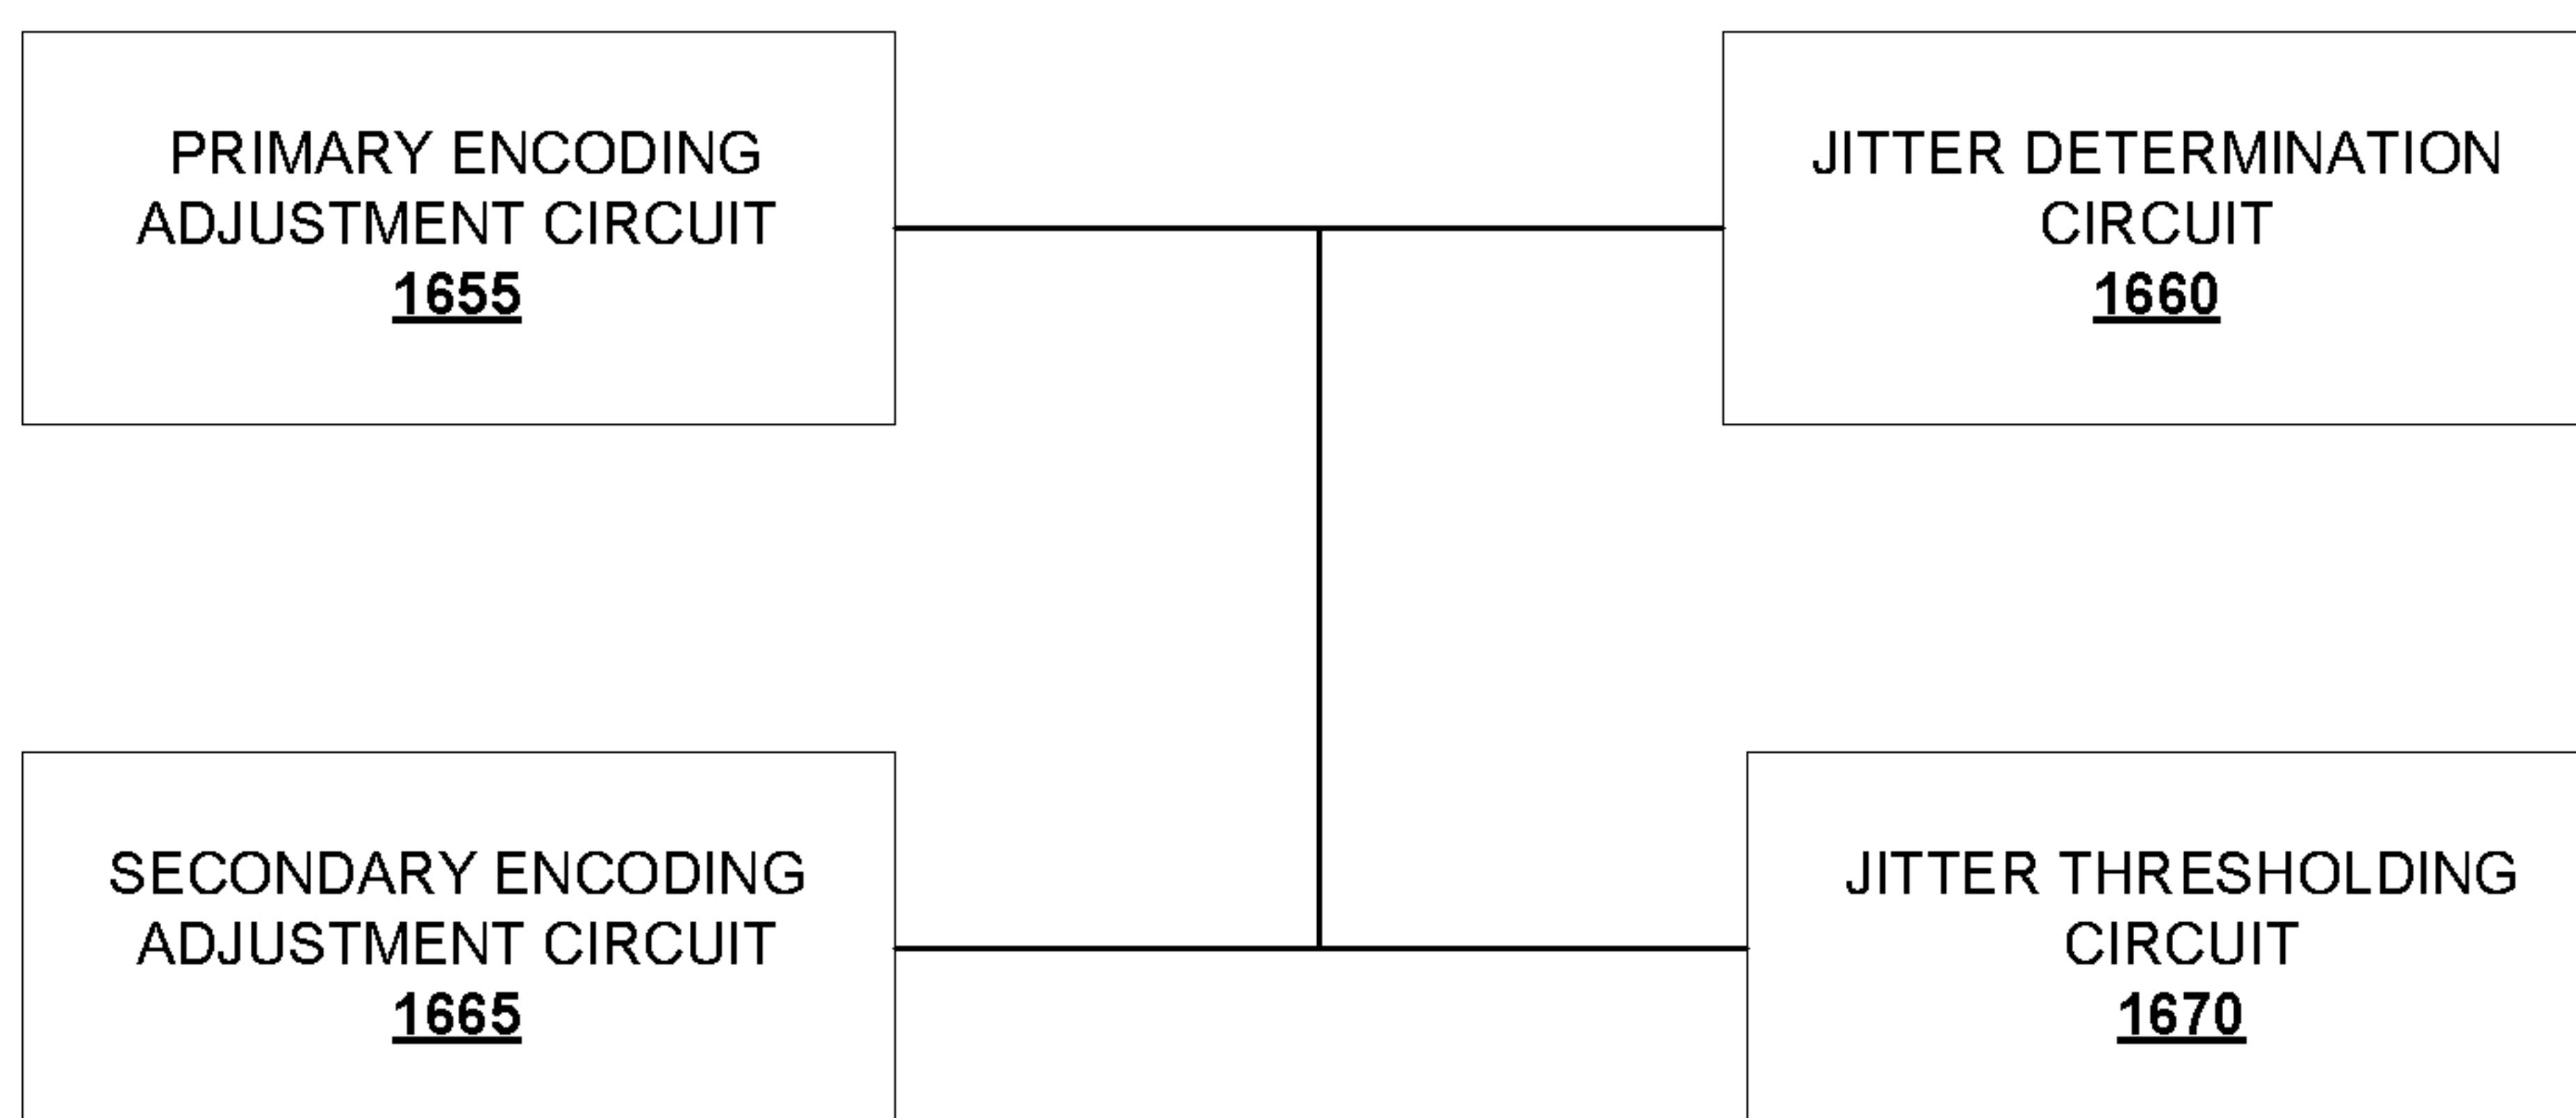 PRIMARY ENCODING
ADJUSTMENT CIRCUIT
1655
JITTER DETERMINATION
CIRCUIT
1660
SECONDARY ENCODING
ADJUSTMENT CIRCUIT
1665
JITTER THRESHOLDING
CIRCUIT
1670